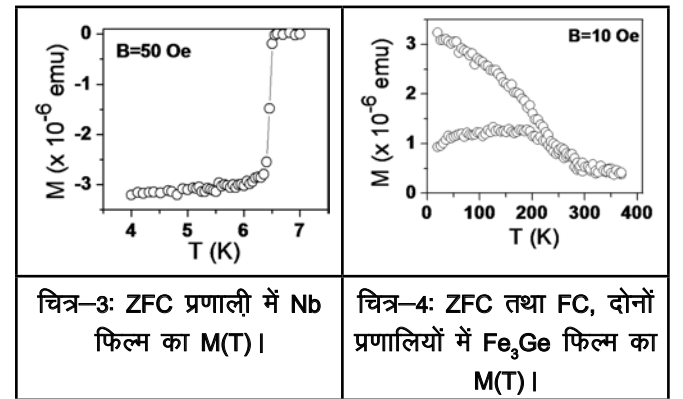 B=50 Oe
M (x 10⁻⁶ emu)
0
-1
-2
-3
4 5 6 7
T (K)
B=10 Oe
M (x 10⁻⁶ emu)
3
2
1
0
0 100 200 300 400
T (K)
चित्र–3: ZFC प्रणाली में Nb
फिल्म का M(T)।
चित्र–4: ZFC तथा FC, दोनों
प्रणालियों में Fe₃Ge फिल्म का
M(T)।